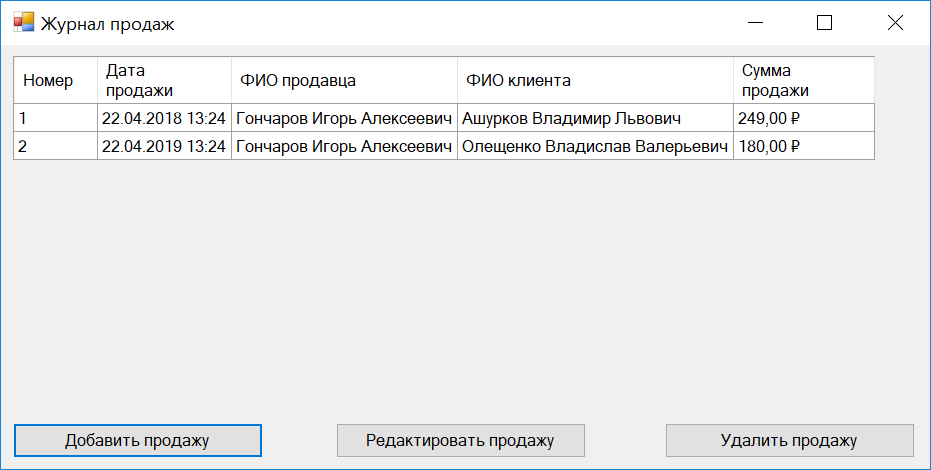 Журнал продаж
Номер Дата продажи ФИО продавца ФИО клиента Сумма продажи
1 22.04.2018 13:24 Гончаров Игорь Алексеевич Ашурков Владимир Львович 249,00 ₽
2 22.04.2019 13:24 Гончаров Игорь Алексеевич Олещенко Владислав Валерьевич 180,00 ₽
Добавить продажу Редактировать продажу Удалить продажу